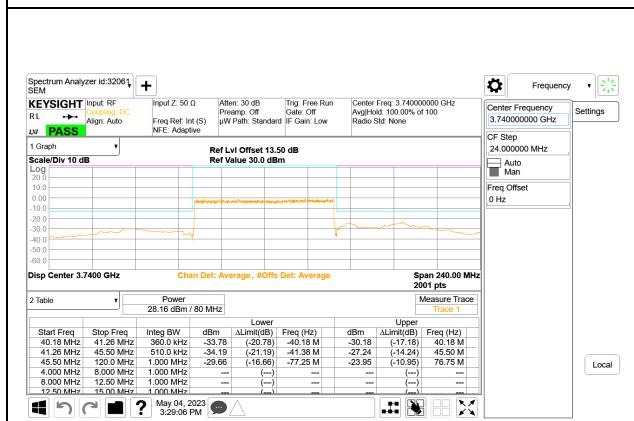 Spectrum Analyzer id:32061
SEM
Frequency
KEYSIGHT Input: RF Input Z: 50 Ω Atten: 30 dB Trig: Free Run Center Freq: 3.740000000 GHz
RL Coupling: DC Preamp: Off Gate: Off Avg|Hold: 100.00% of 100
Align: Auto Freq Ref: Int (S) µW Path: Standard IF Gain: Low Radio Std: None
LXI PASS NFE: Adaptive
1 Graph
Ref Lvl Offset 13.50 dB
Scale/Div 10 dB Ref Value 30.0 dBm
Log
20.0
10.0
0.00
-10.0
-20.0
-30.0
-40.0
-50.0
-60.0
Disp Center 3.7400 GHz Chan Det: Average, #Offs Det: Average Span 240.00 MHz
2001 pts
2 Table
Power
28.16 dBm / 80 MHz
Measure Trace
Trace 1
Lower Upper
Start Freq Stop Freq Integ BW dBm ΔLimit(dB) Freq (Hz) dBm ΔLimit(dB) Freq (Hz)
40.18 MHz 41.26 MHz 360.0 kHz -33.78 (-20.78) -40.18 M -30.18 (-17.18) 40.18 M
41.26 MHz 45.50 MHz 510.0 kHz -34.19 (-21.19) -41.38 M -27.24 (-14.24) 45.50 M
45.50 MHz 120.0 MHz 1.000 MHz -29.66 (-16.66) -77.25 M -23.95 (-10.95) 76.75 M
4.000 MHz 8.000 MHz 1.000 MHz --- (---) --- --- (---) ---
8.000 MHz 12.50 MHz 1.000 MHz --- (---) --- --- (---) ---
12.50 MHz 15.00 MHz 1.000 MHz --- (---) --- --- (---) ---
May 04, 2023
3:29:06 PM
Center Frequency
3.740000000 GHz
Settings
CF Step
24.000000 MHz
Auto
Man
Freq Offset
0 Hz
Local